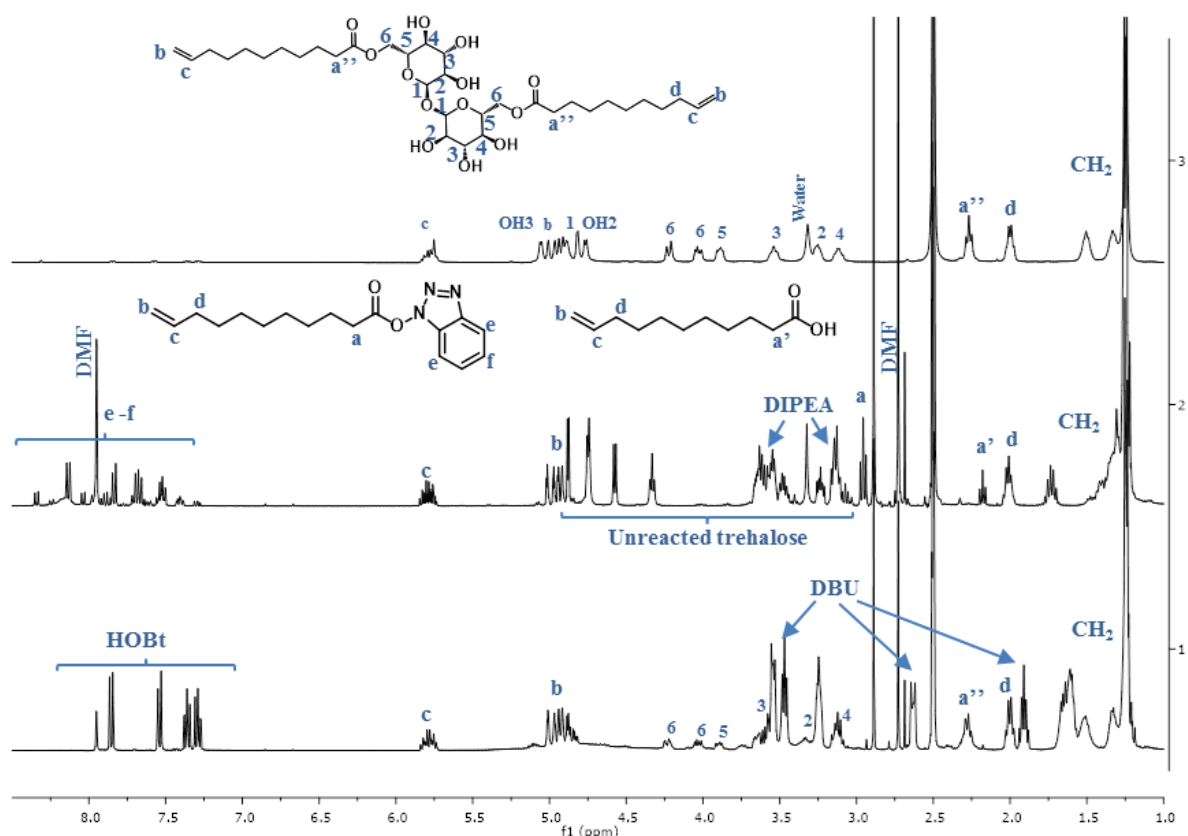 HO
OH
O
6
5
4
OH
b
c
a’’
O
3
O
2
OH
1
O
1
O
6
O
O
d
b
c
a’’
5
2
HO
3
4
OH
OH
3
CH2
Water
a’’
d
c
OH3
b
1
OH2
6
6
5
3
2
4
b
d
c
O
a
O
N
N=N
e
e
f
b
d
c
O
OH
a’
DMF
DMF
2
e -f
DIPEA
a
CH2
a’
d
c
b
Unreacted trehalose
DBU
HOBt
CH2
1
c
b
6
6
5
3
2
4
a’’
d
8.0
7.5
7.0
6.5
6.0
5.5
5.0
4.5
4.0
3.5
3.0
2.5
2.0
1.5
1.0
f1 (ppm)